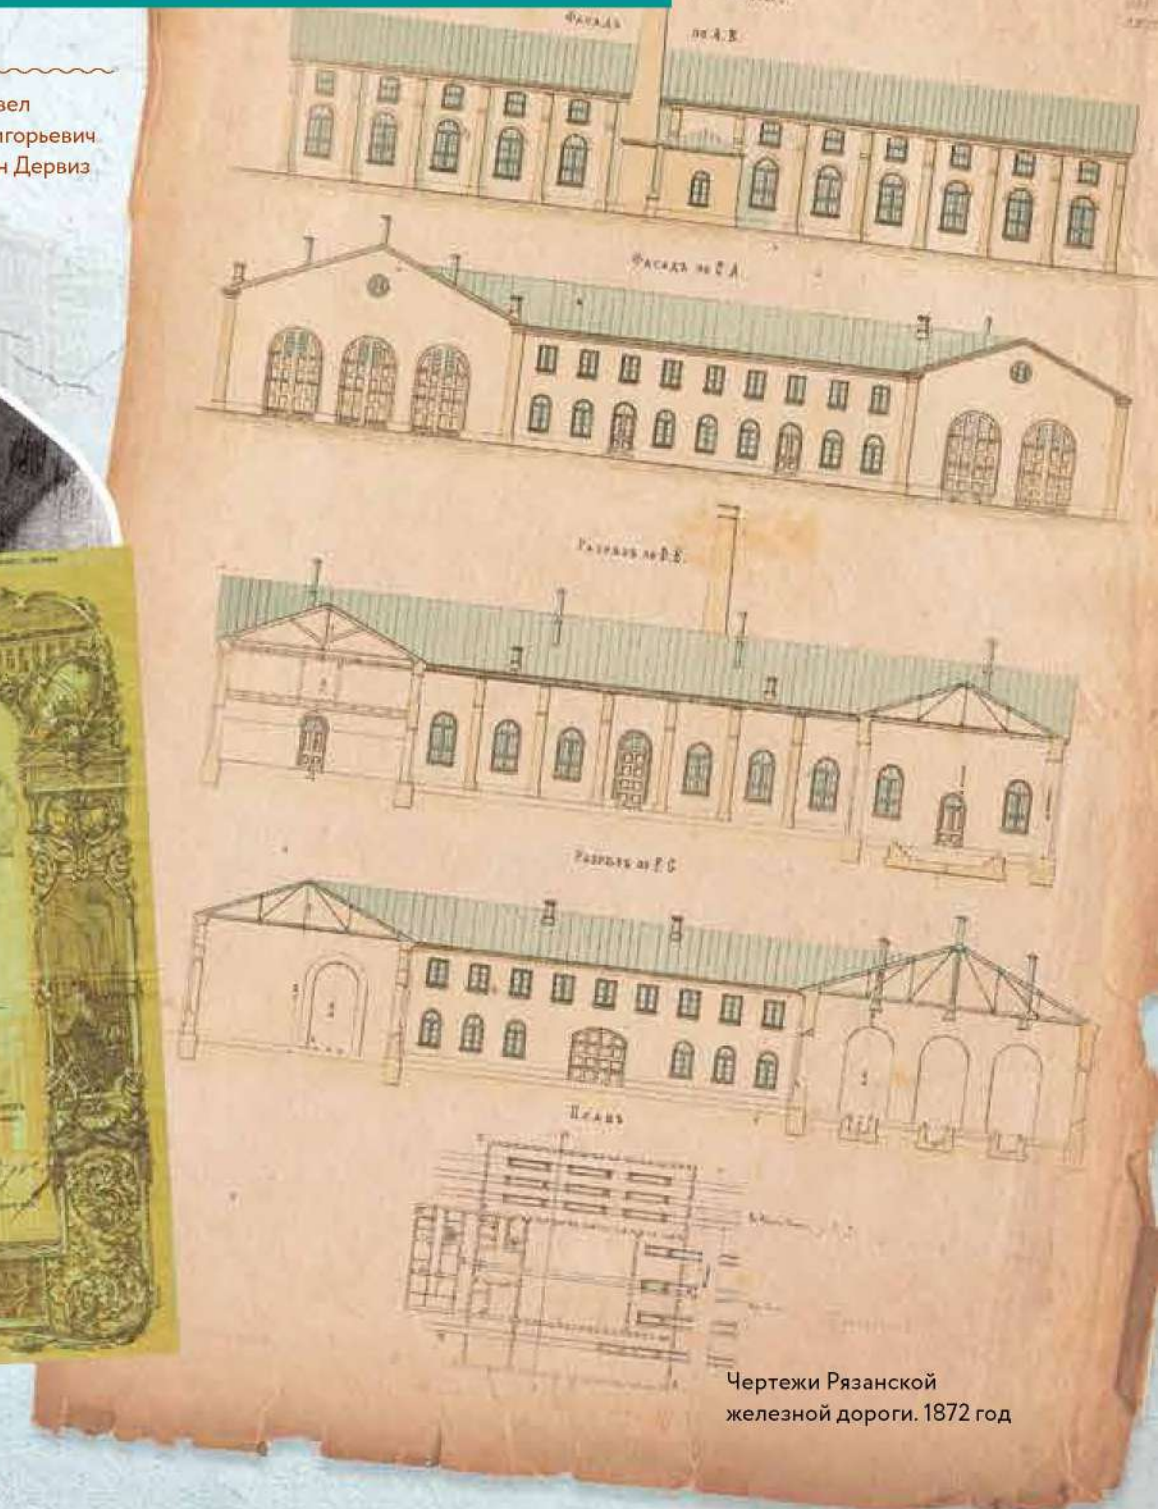 вел
игорьевич
н Дервиз
Фасадъ по А.В.
Фасадъ по С А
Разрѣзъ по D.E.
Разрѣзъ по F.G
Планъ
Чертежи Рязанской
железной дороги. 1872 год